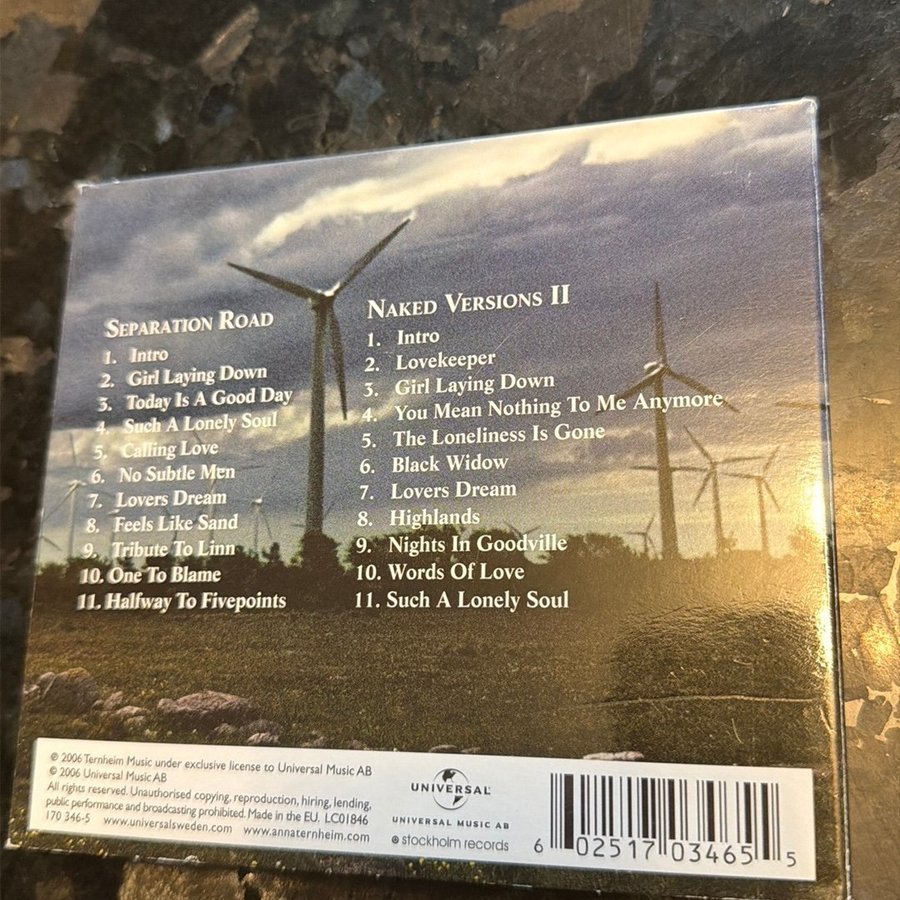 SEPARATION ROAD
1. Intro
2. Girl Laying Down
3. Today Is A Good Day
4. Such A Lonely Soul
5. Calling Love
6. No Subtle Men
7. Lovers Dream
8. Feels Like Sand
9. Tribute To Linn
10. One To Blame
11. Halfway To Fivepoints
NAKED VERSIONS II
1. Intro
2. Lovekeeper
3. Girl Laying Down
4. You Mean Nothing To Me Anymore
5. The Loneliness Is Gone
6. Black Widow
7. Lovers Dream
8. Highlands
9. Nights In Goodville
10. Words Of Love
11. Such A Lonely Soul
℗ 2006 Ternheim Music under exclusive license to Universal Music AB
© 2006 Universal Music AB
All rights reserved. Unauthorised copying, reproduction, hiring, lending,
public performance and broadcasting prohibited. Made in the EU. LC01846
170 346-5 www.universalsweden.com www.annaternheim.com
UNIVERSAL
UNIVERSAL MUSIC AB
stockholm records
6 02517 03465 5